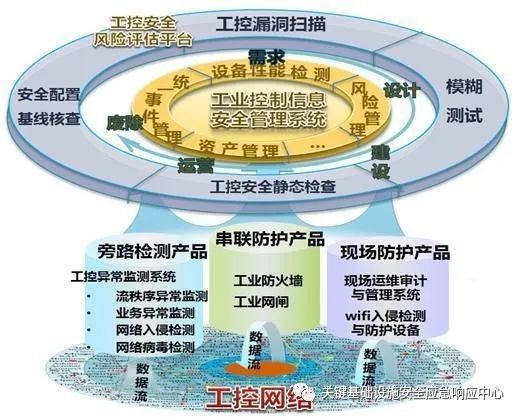 工控安全
风险评估平台
工控漏洞扫描
需求
一统
设备性能检测
事件管理
风险管理
设计
模糊
测试
安全配置
基线核查
工业控制信息
安全管理系统
废除
资产管理
...
运营
建设
工控安全静态检查
旁路检测产品
串联防护产品
现场防护产品
工控异常监测系统
• 流秩序异常监测
• 业务异常监测
• 网络入侵检测
• 网络病毒检测
工业防火墙
工业网闸
现场运维审计
与管理系统
wifi入侵检测
与防护设备
数据流
数据流
数据流
工控网络
关键基础设施安全应急响应中心